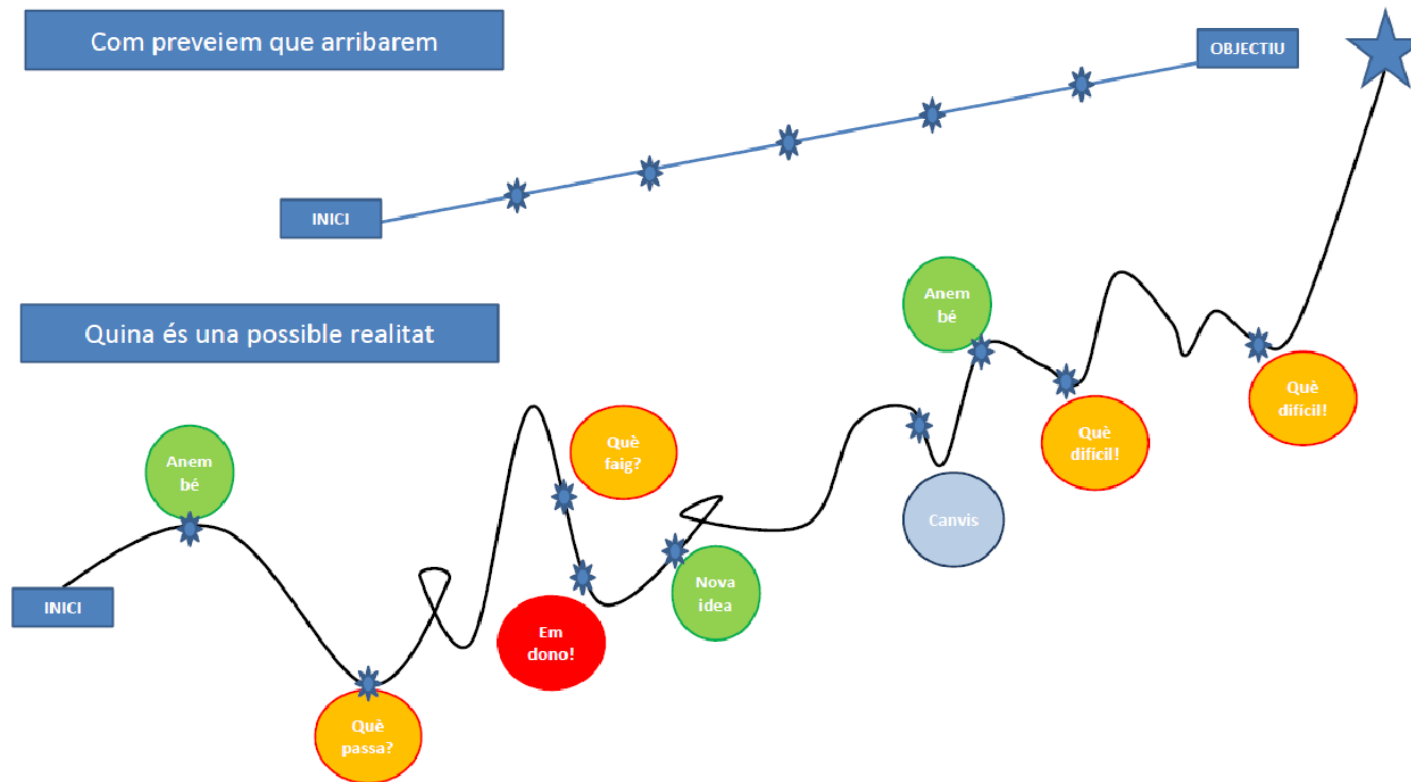 Com preveiem que arribarem
OBJECTIU
INICI
Quina és una possible realitat
Anem
bé
Anem
bé
Què
faig?
Què
difícil!
Què
difícil!
Canvis
INICI
Nova
idea
Em
dono!
Què
passa?